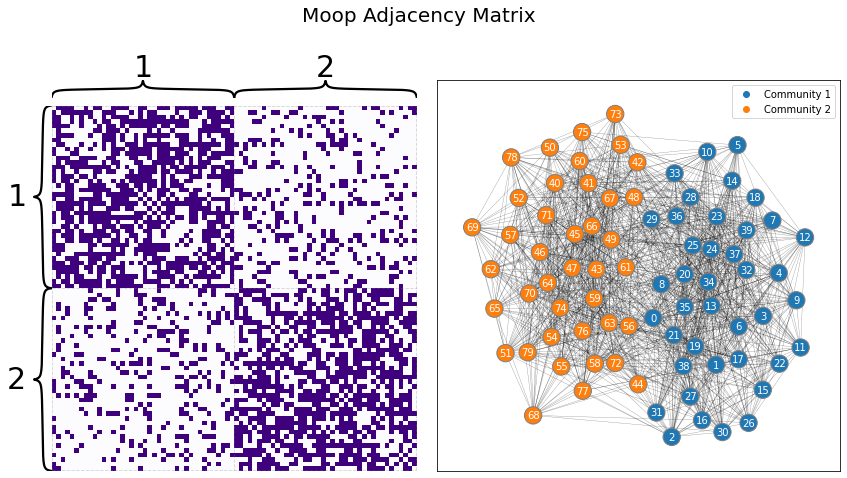 Moop Adjacency Matrix
1 2
1
2
Community 1
Community 2
73
75 53 5
50 10
78 60 42
33
40 41 14
52 67 48 28 18
71 29 36 23 7
69 57 45 66 49 39 12
46 25 24 37
62 47 43 61 20 32 4
64 8 34
70 59 9
65 74 0 35 13 3
76 63 56 21 6
54 19 11
51 79 17
55 58 72 38 1 22
77 44 15
27
68 31 16 26
2 30